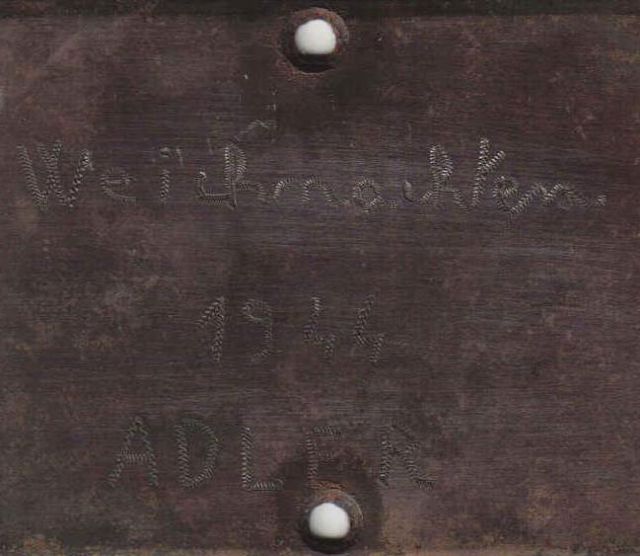 Weihnachten.
1944
ADLER